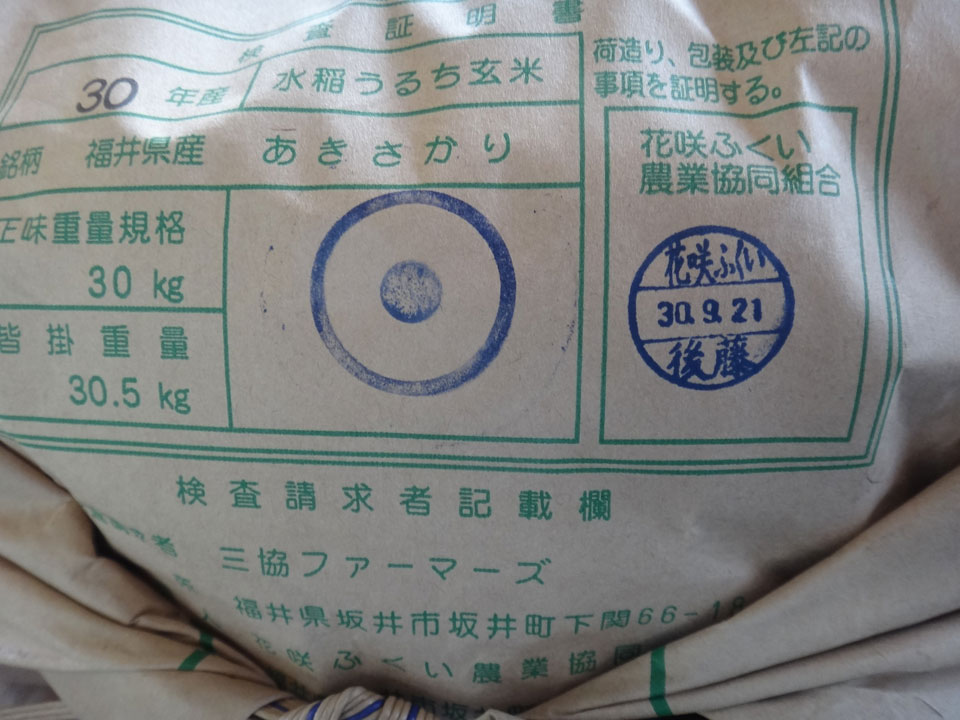 検査証明書
30 年産 水稲うるち玄米
銘柄 福井県産 あきさかり
正味重量規格
30 kg
皆掛重量
30.5 kg
荷造り、包装及び左記の
事項を証明する。
花咲ふくい
農業協同組合
花咲ふくい
30.9.21
後藤
検査請求者記載欄
三協ファーマーズ
福井県坂井市坂井町下関66-18
花咲ふくい農業協同